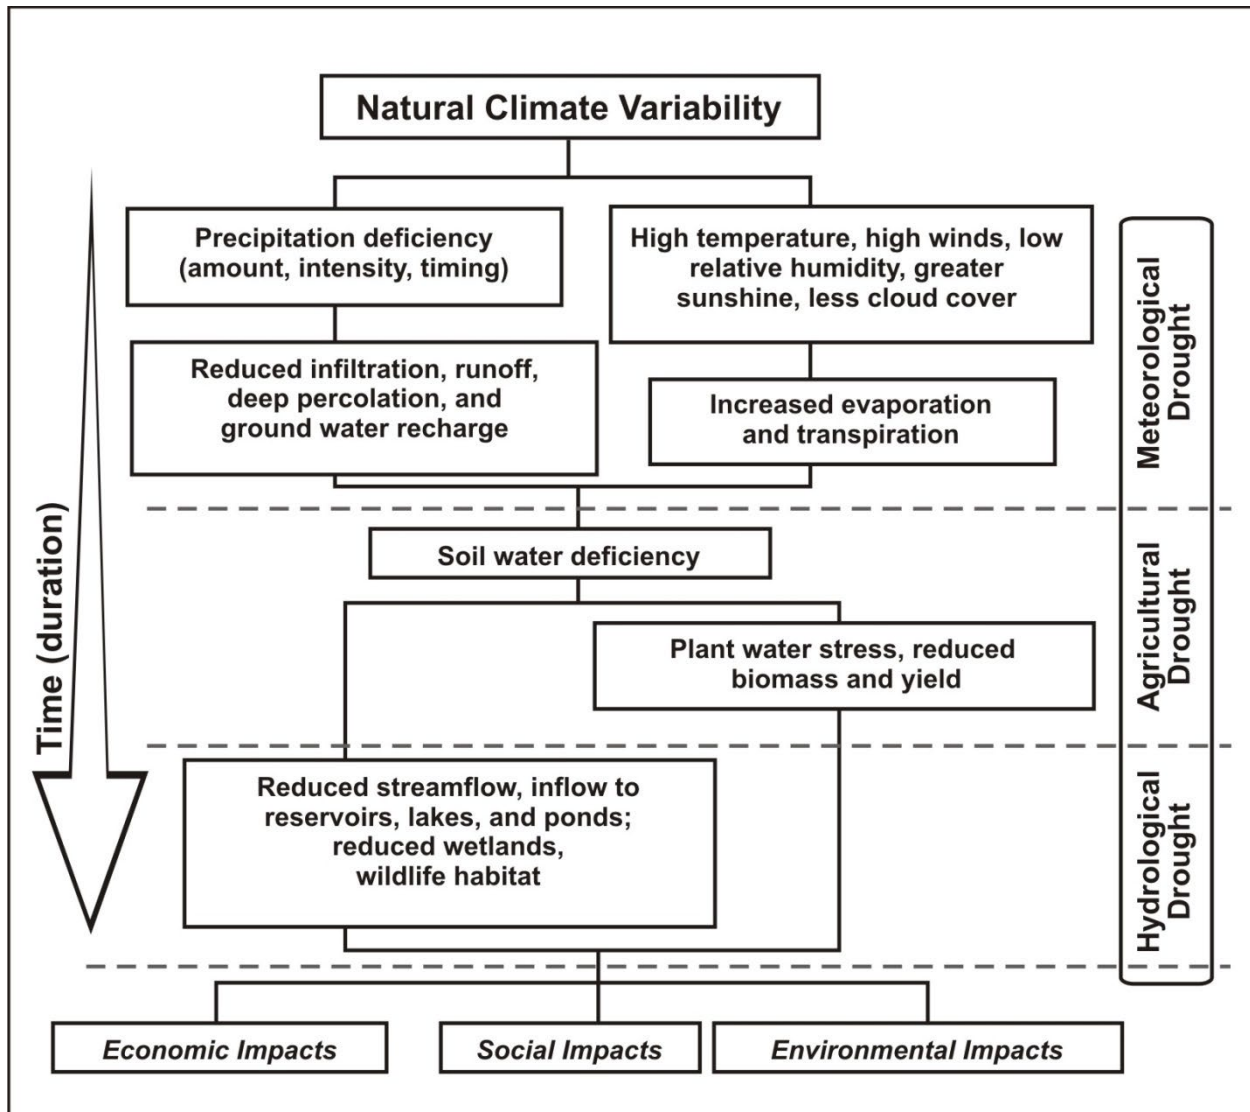 Natural Climate Variability
Precipitation deficiency
(amount, intensity, timing)
High temperature, high winds, low
relative humidity, greater
sunshine, less cloud cover
Reduced infiltration, runoff,
deep percolation, and
ground water recharge
Increased evaporation
and transpiration
Meteorological
Drought
Time (duration)
Soil water deficiency
Plant water stress, reduced
biomass and yield
Agricultural
Drought
Reduced streamflow, inflow to
reservoirs, lakes, and ponds;
reduced wetlands,
wildlife habitat
Hydrological
Drought
Economic Impacts
Social Impacts
Environmental Impacts